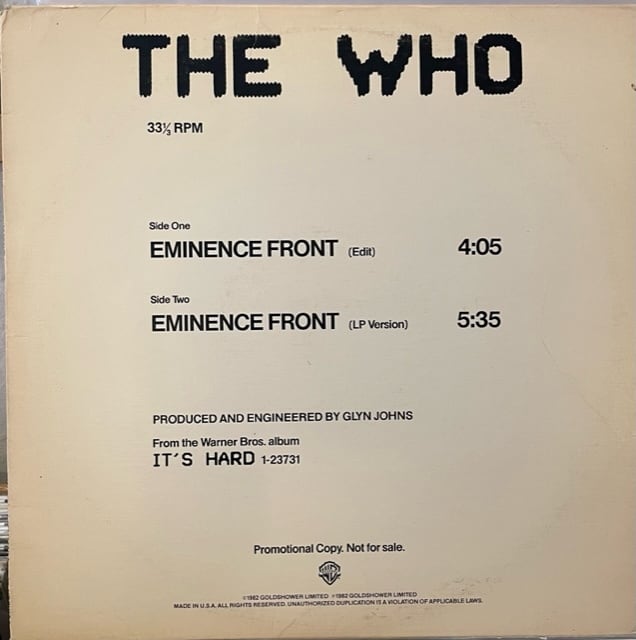 THE WHO
33⅓ RPM
Side One
EMINENCE FRONT (Edit) 4:05
Side Two
EMINENCE FRONT (LP Version) 5:35
PRODUCED AND ENGINEERED BY GLYN JOHNS
From the Warner Bros. album
IT'S HARD 1-23731
Promotional Copy. Not for sale.
©1982 GOLDSHOWER LIMITED ℗1982 GOLDSHOWER LIMITED
MADE IN U.S.A. ALL RIGHTS RESERVED. UNAUTHORIZED DUPLICATION IS A VIOLATION OF APPLICABLE LAWS.